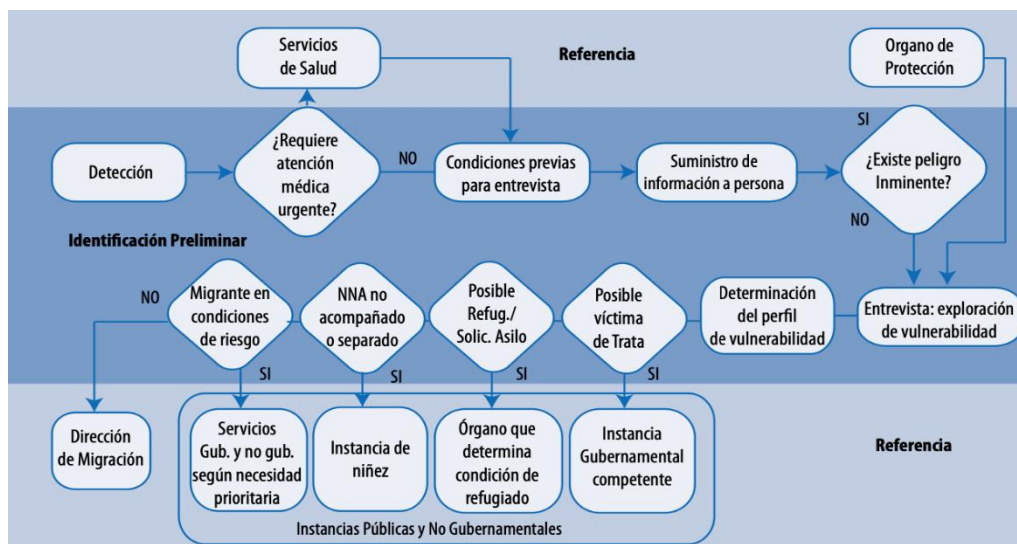 Servicios
de Salud
Referencia
Organo de
Protección
Detección
¿Requiere
atención
médica
urgente?
NO
Condiciones previas
para entrevista
Suministro de
información a persona
SI
¿Existe peligro
Inminente?
NO
Identificación Preliminar
NO
Migrante en
condiciones
de riesgo
SI
NNA no
acompañado
o separado
SI
Posible
Refug./
Solic. Asilo
SI
Posible
víctima
de Trata
SI
Determinación
del perfil
de vulnerabilidad
Entrevista: exploración
de vulnerabilidad
Dirección
de Migración
Servicios
Gub. y no gub.
según necesidad
prioritaria
Instancia de
niñez
Órgano que
determina
condición de
refugiado
Instancia
Gubernamental
competente
Referencia
Instancias Públicas y No Gubernamentales